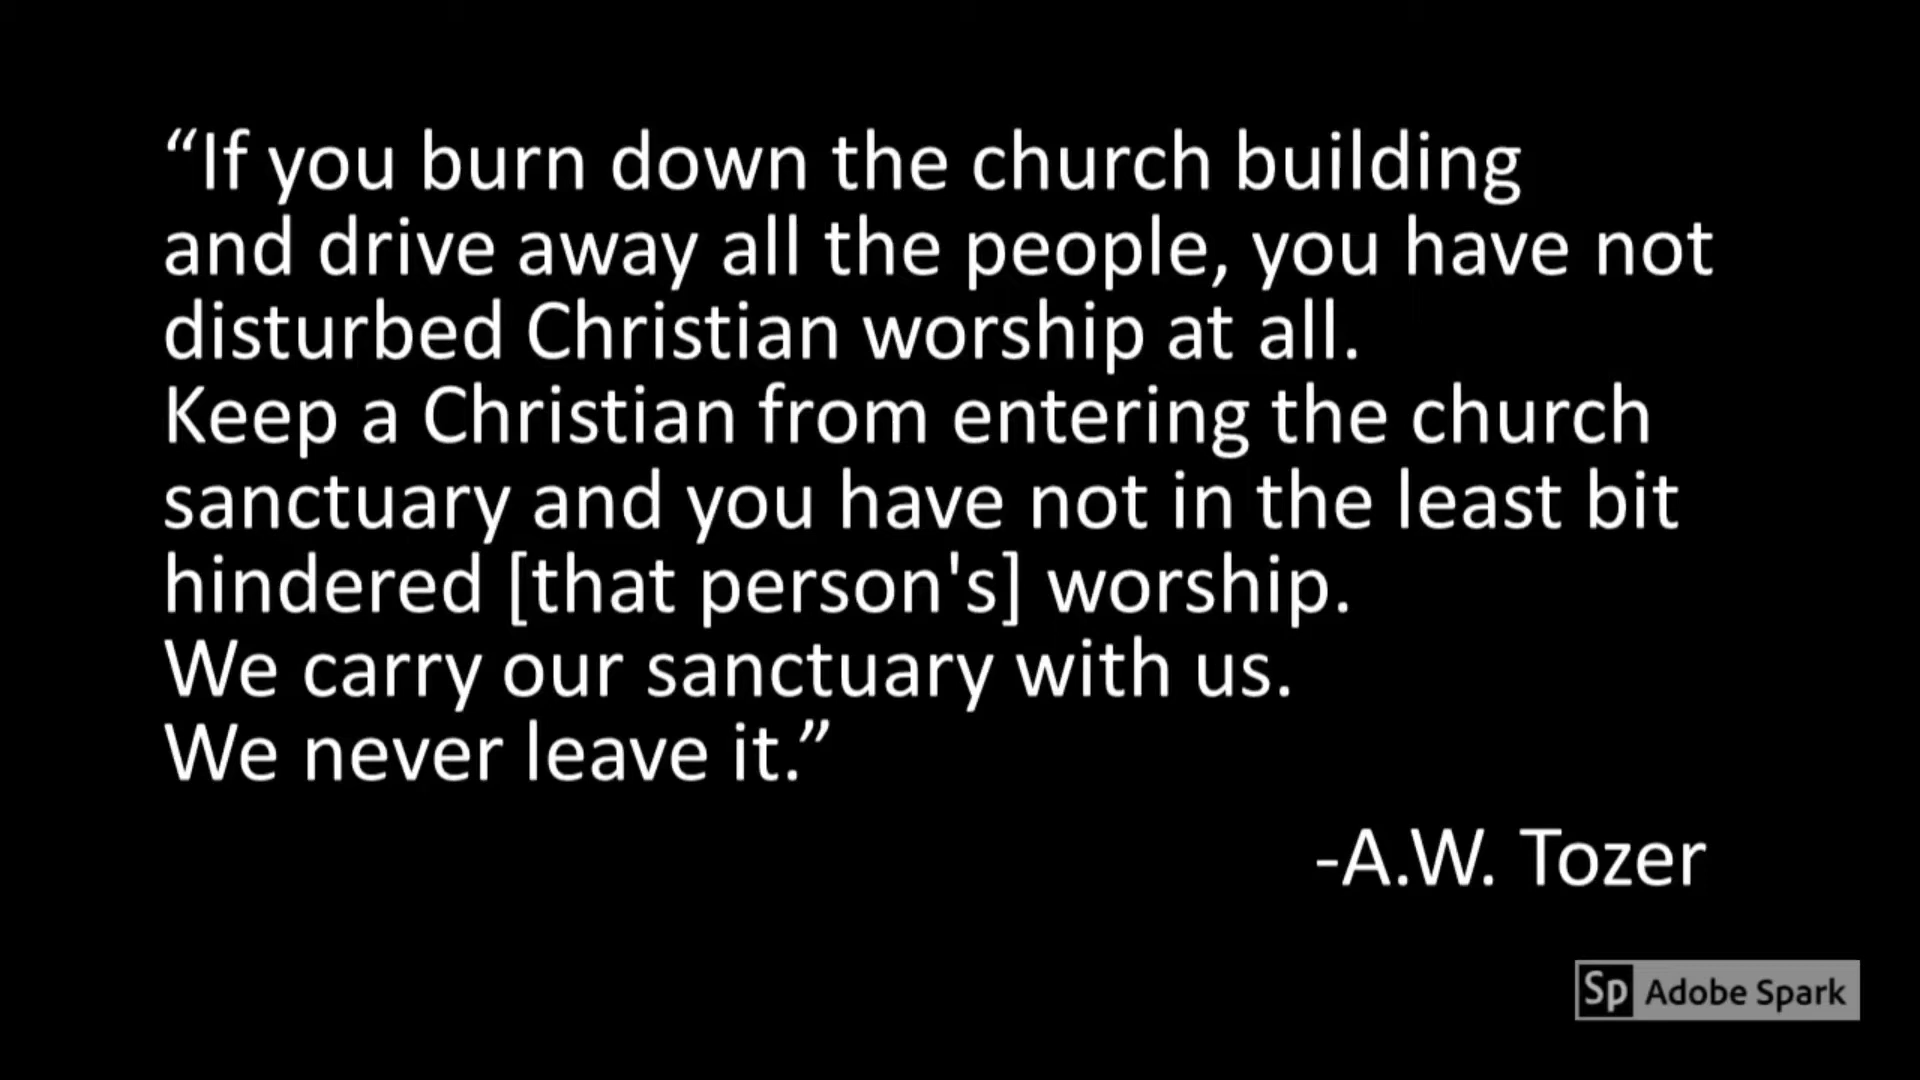 “If you burn down the church building
and drive away all the people, you have not
disturbed Christian worship at all.
Keep a Christian from entering the church
sanctuary and you have not in the least bit
hindered [that person's] worship.
We carry our sanctuary with us.
We never leave it.”
-A.W. Tozer
Sp Adobe Spark